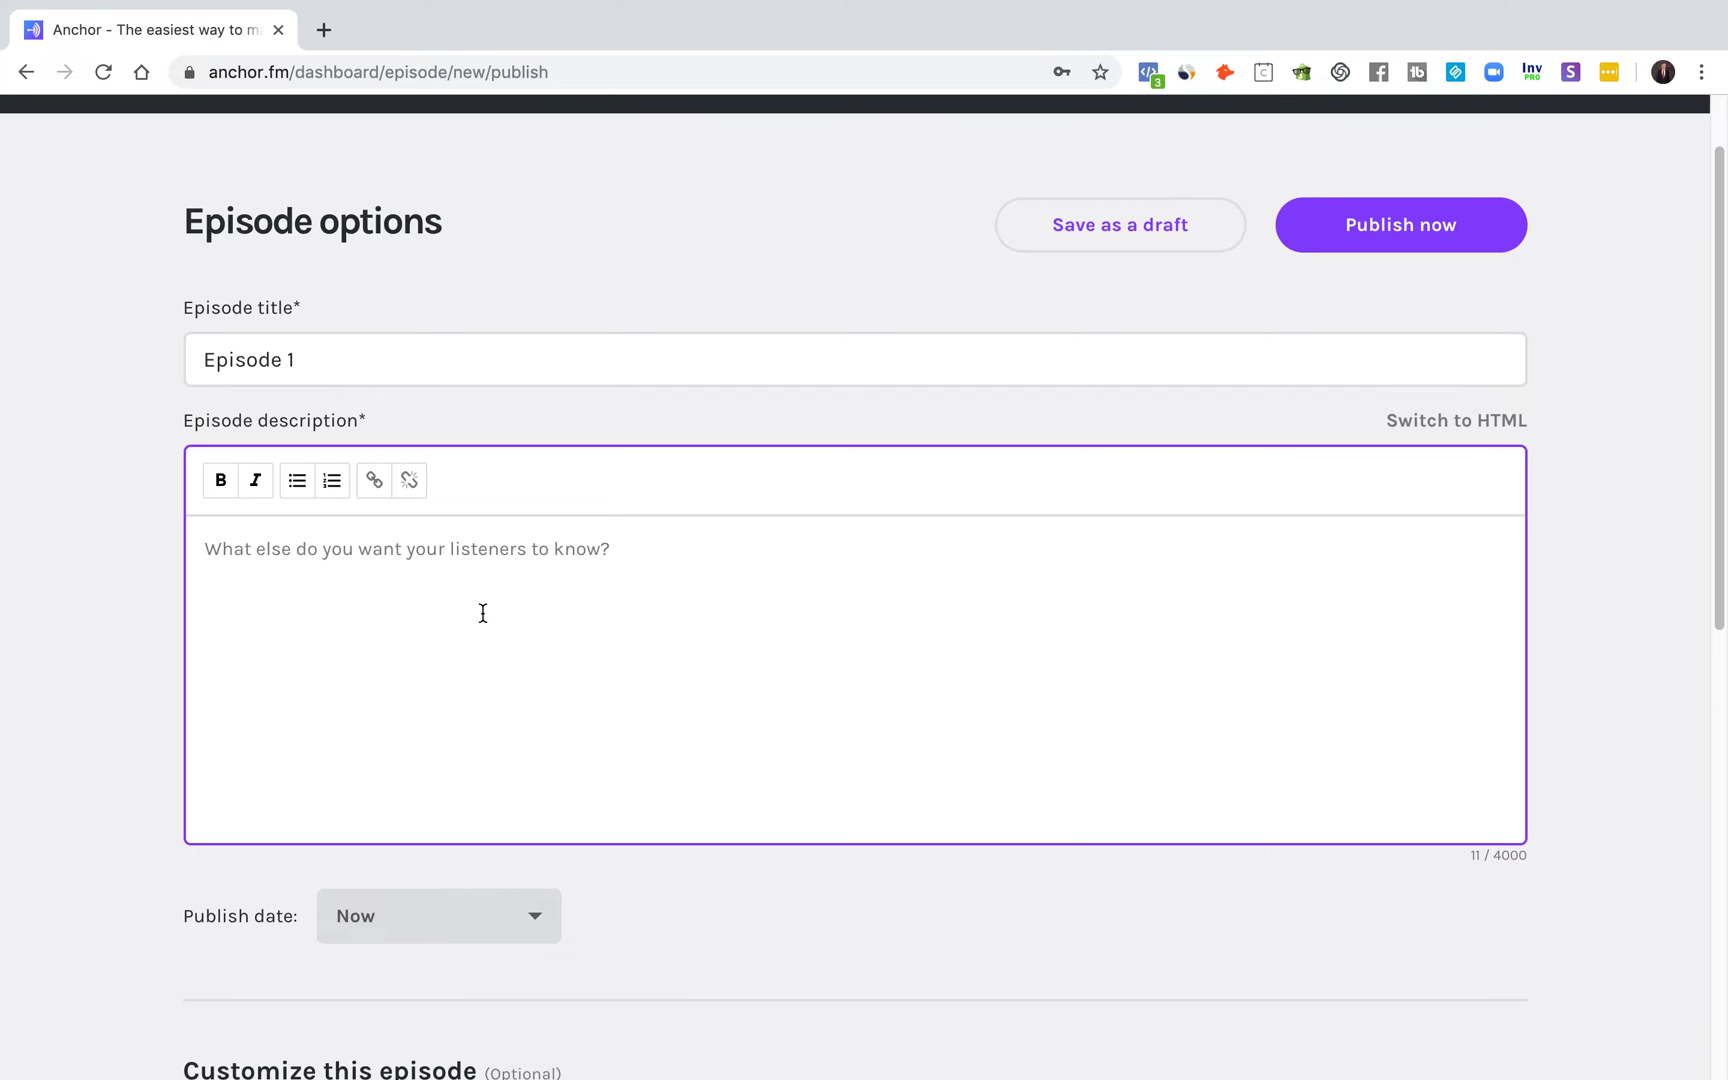 Anchor - The easiest way to m
anchor.fm/dashboard/episode/new/publish
3
C
tb
Inv
PRO
S
Episode options
Save as a draft
Publish now
Episode title*
Episode 1
Episode description*
Switch to HTML
B I
What else do you want your listeners to know?
11 / 4000
Publish date:
Now
Customize this episode (Optional)